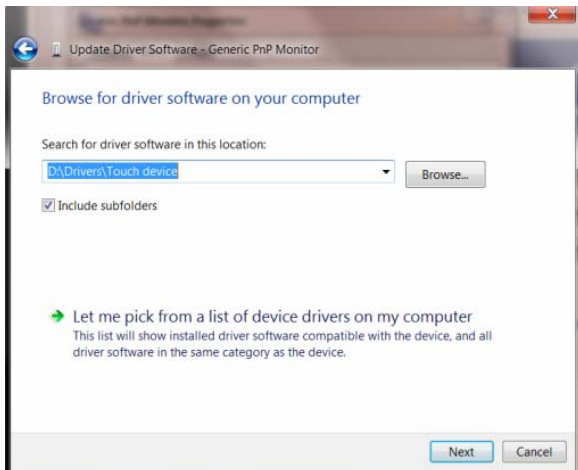 Update Driver Software - Generic PnP Monitor
Browse for driver software on your computer
Search for driver software in this location:
D:\Drivers\Touch device
Browse...
Include subfolders
Let me pick from a list of device drivers on my computer
This list will show installed driver software compatible with the device, and all
driver software in the same category as the device.
Next
Cancel